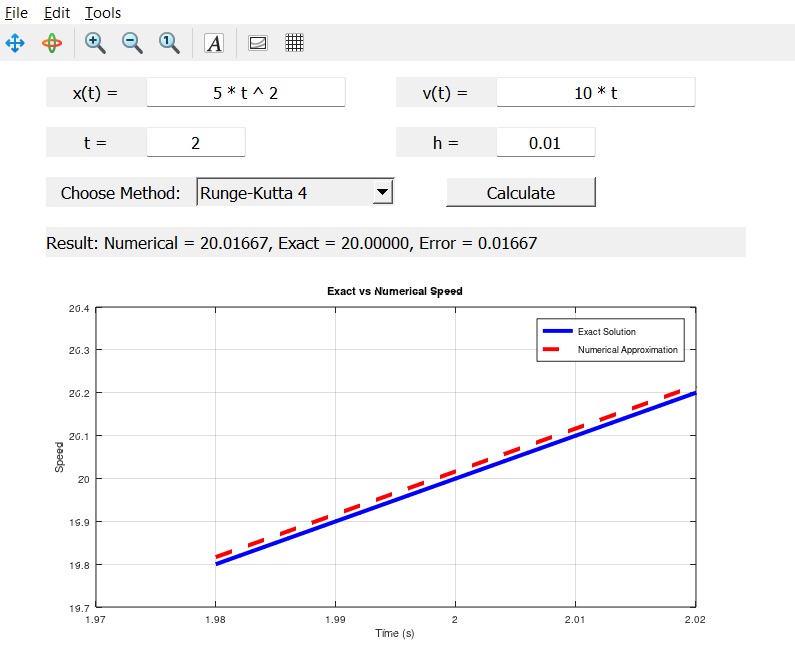 File Edit Tools
x(t) = 5 * t ^ 2 v(t) = 10 * t
t = 2 h = 0.01
Choose Method: Runge-Kutta 4 Calculate
Result: Numerical = 20.01667, Exact = 20.00000, Error = 0.01667
Exact vs Numerical Speed
20.4
Exact Solution
20.3
Numerical Approximation
20.2
20.1
Speed
20
19.9
19.8
19.7
1.97 1.98 1.99 2 2.01 2.02
Time (s)